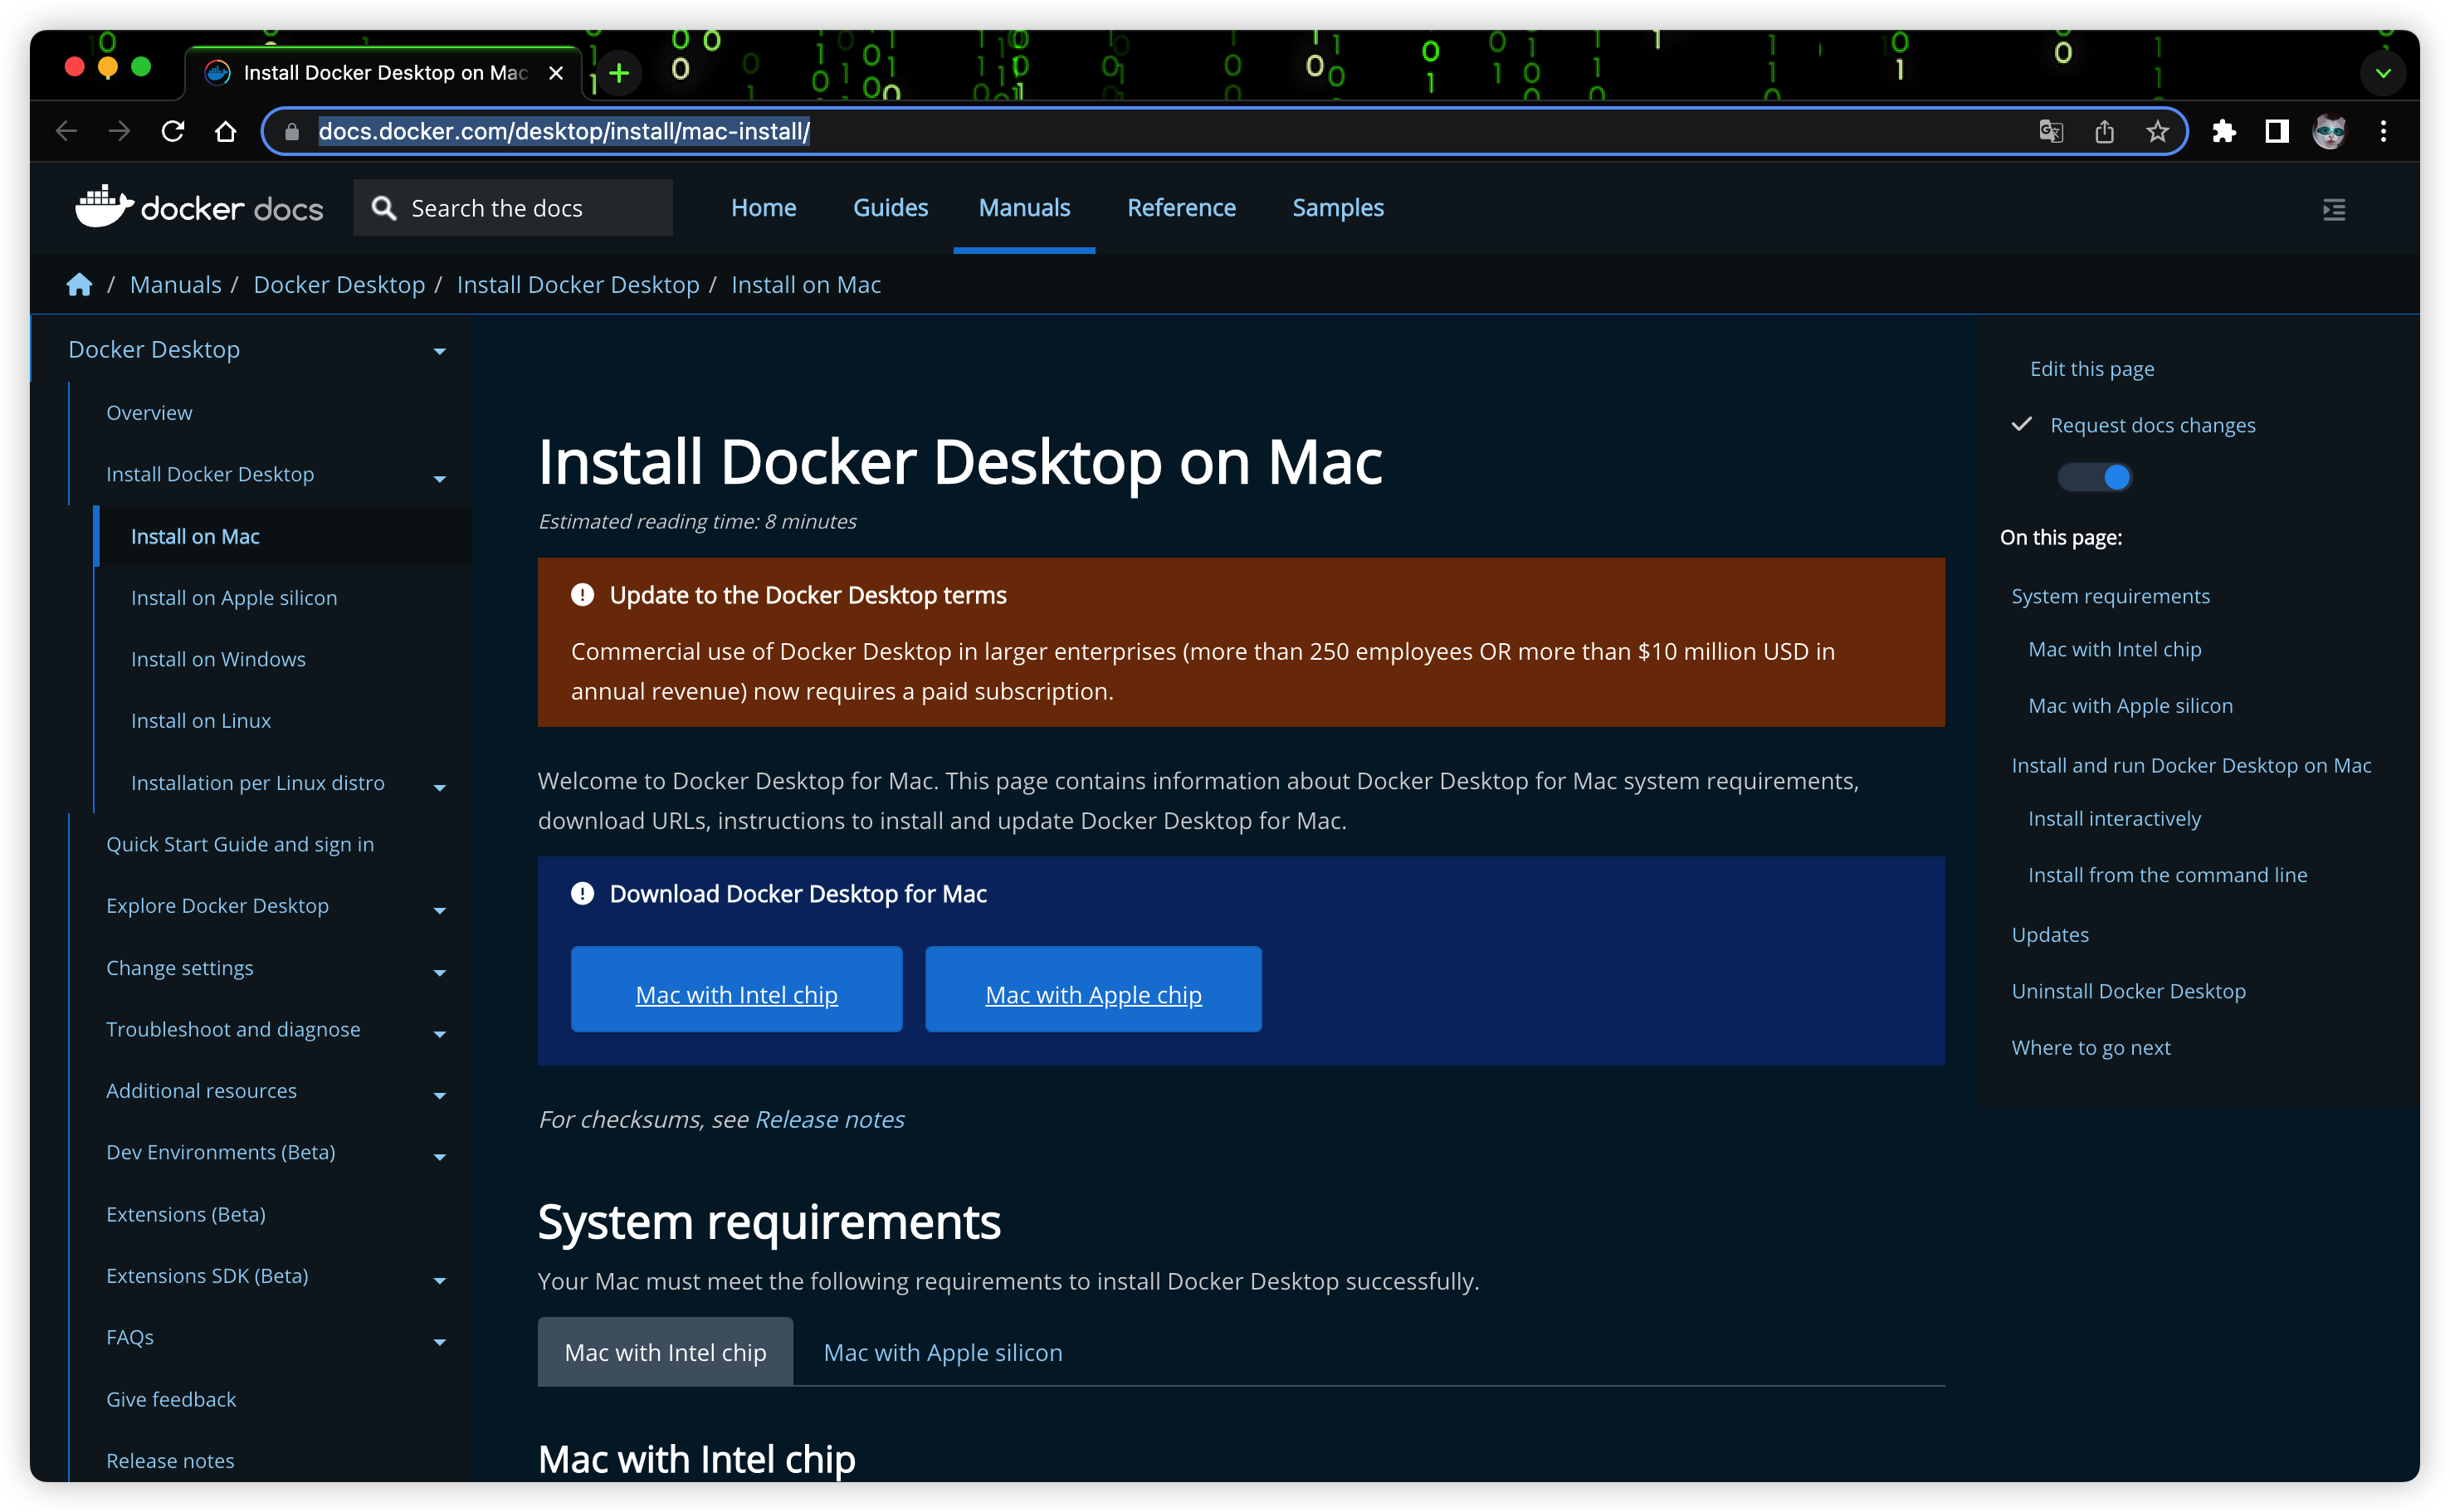 Install Docker Desktop on Mac
docs.docker.com/desktop/install/mac-install/
docker docs
Search the docs
Home
Guides
Manuals
Reference
Samples
/ Manuals / Docker Desktop / Install Docker Desktop / Install on Mac
Docker Desktop
Overview
Install Docker Desktop
Install on Mac
Install on Apple silicon
Install on Windows
Install on Linux
Installation per Linux distro
Quick Start Guide and sign in
Explore Docker Desktop
Change settings
Troubleshoot and diagnose
Additional resources
Dev Environments (Beta)
Extensions (Beta)
Extensions SDK (Beta)
FAQs
Give feedback
Release notes
Install Docker Desktop on Mac
Estimated reading time: 8 minutes
Update to the Docker Desktop terms
Commercial use of Docker Desktop in larger enterprises (more than 250 employees OR more than $10 million USD in
annual revenue) now requires a paid subscription.
Welcome to Docker Desktop for Mac. This page contains information about Docker Desktop for Mac system requirements,
download URLs, instructions to install and update Docker Desktop for Mac.
Download Docker Desktop for Mac
Mac with Intel chip
Mac with Apple chip
For checksums, see Release notes
System requirements
Your Mac must meet the following requirements to install Docker Desktop successfully.
Mac with Intel chip
Mac with Apple silicon
Mac with Intel chip
Edit this page
Request docs changes
On this page:
System requirements
Mac with Intel chip
Mac with Apple silicon
Install and run Docker Desktop on Mac
Install interactively
Install from the command line
Updates
Uninstall Docker Desktop
Where to go next